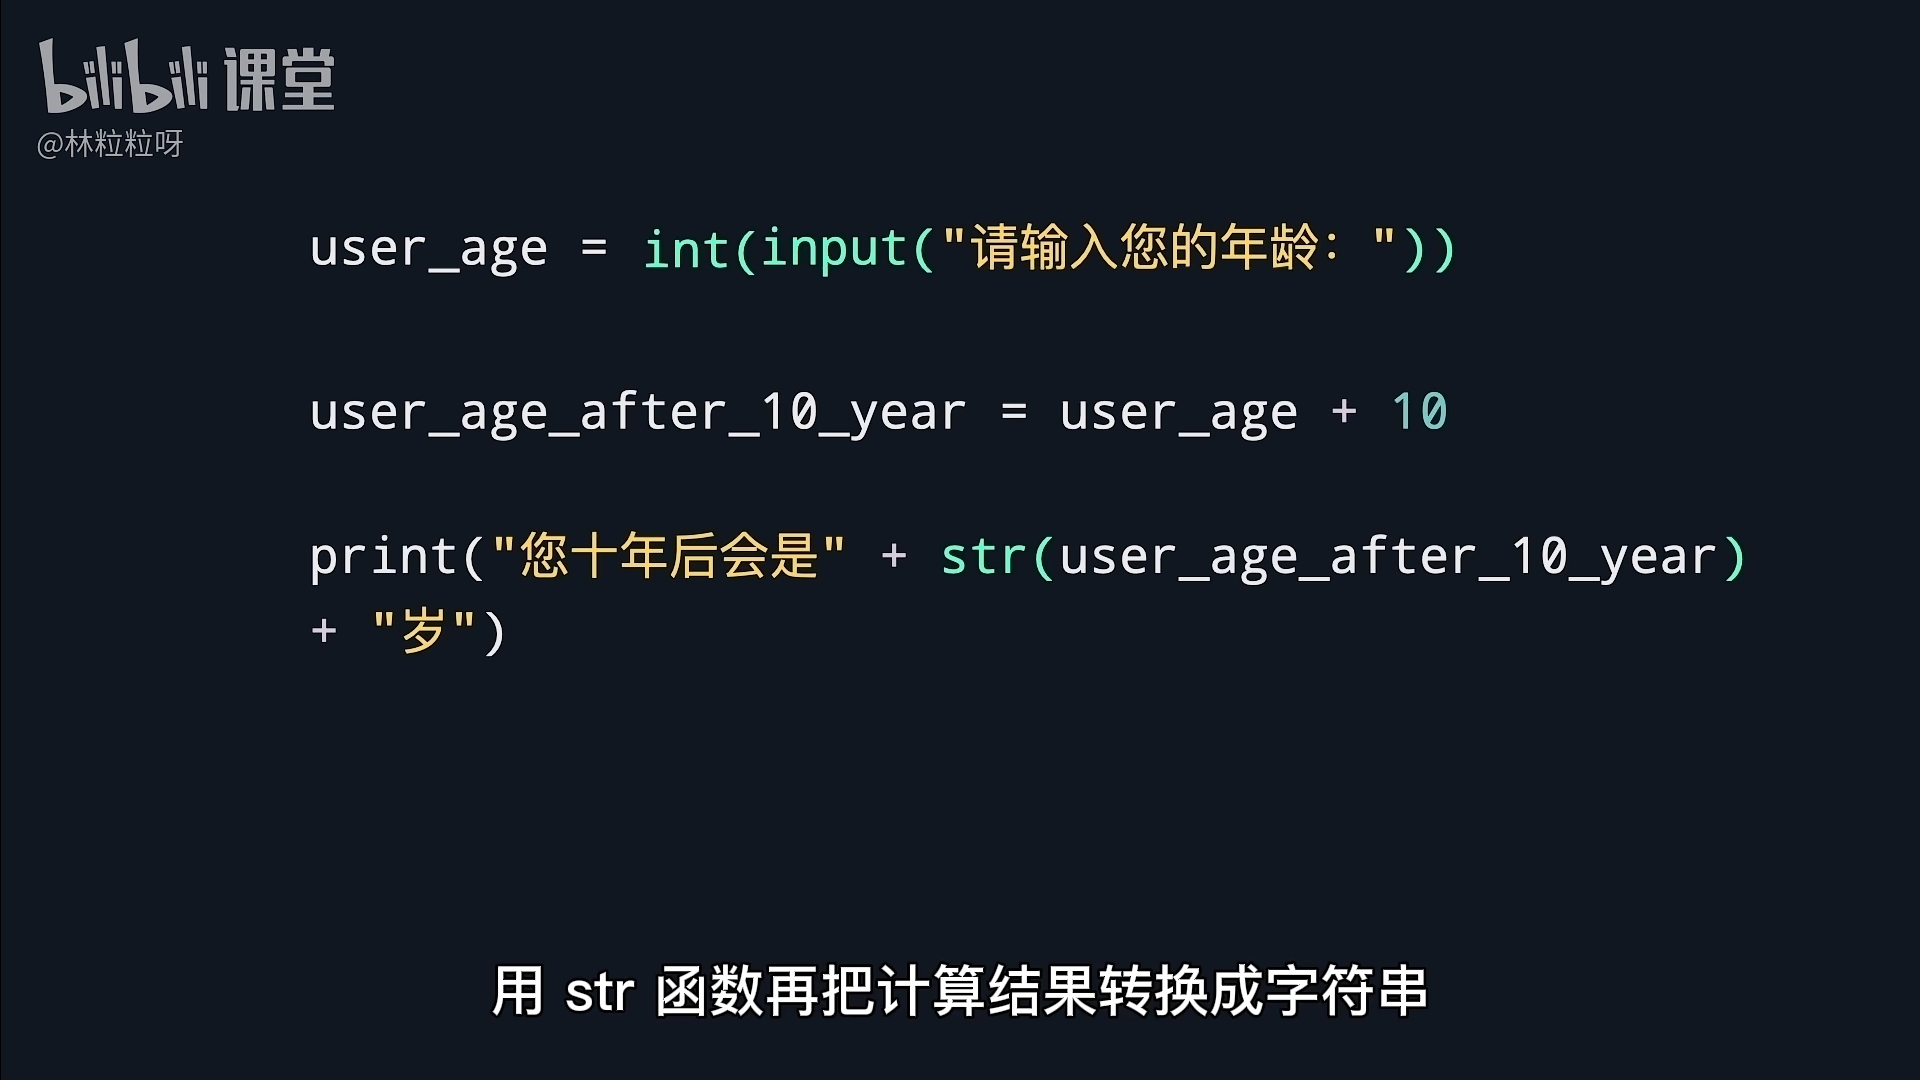 bilibili 课堂
@林粒粒呀
user_age = int(input("请输入您的年龄："))
user_age_after_10_year = user_age + 10
print("您十年后会是" + str(user_age_after_10_year)
+ "岁")
用 str 函数再把计算结果转换成字符串